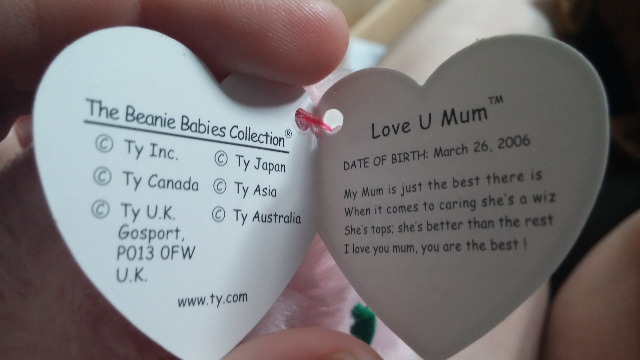 The Beanie Babies Collection®
© Ty Inc.
© Ty Canada
© Ty U.K.
Gosport,
PO13 0FW
U.K.
© Ty Japan
© Ty Asia
© Ty Australia
www.ty.com
Love U Mum™
DATE OF BIRTH: March 26, 2006
My Mum is just the best there is
When it comes to caring she's a wiz
She's tops; she's better than the rest
I love you mum, you are the best !